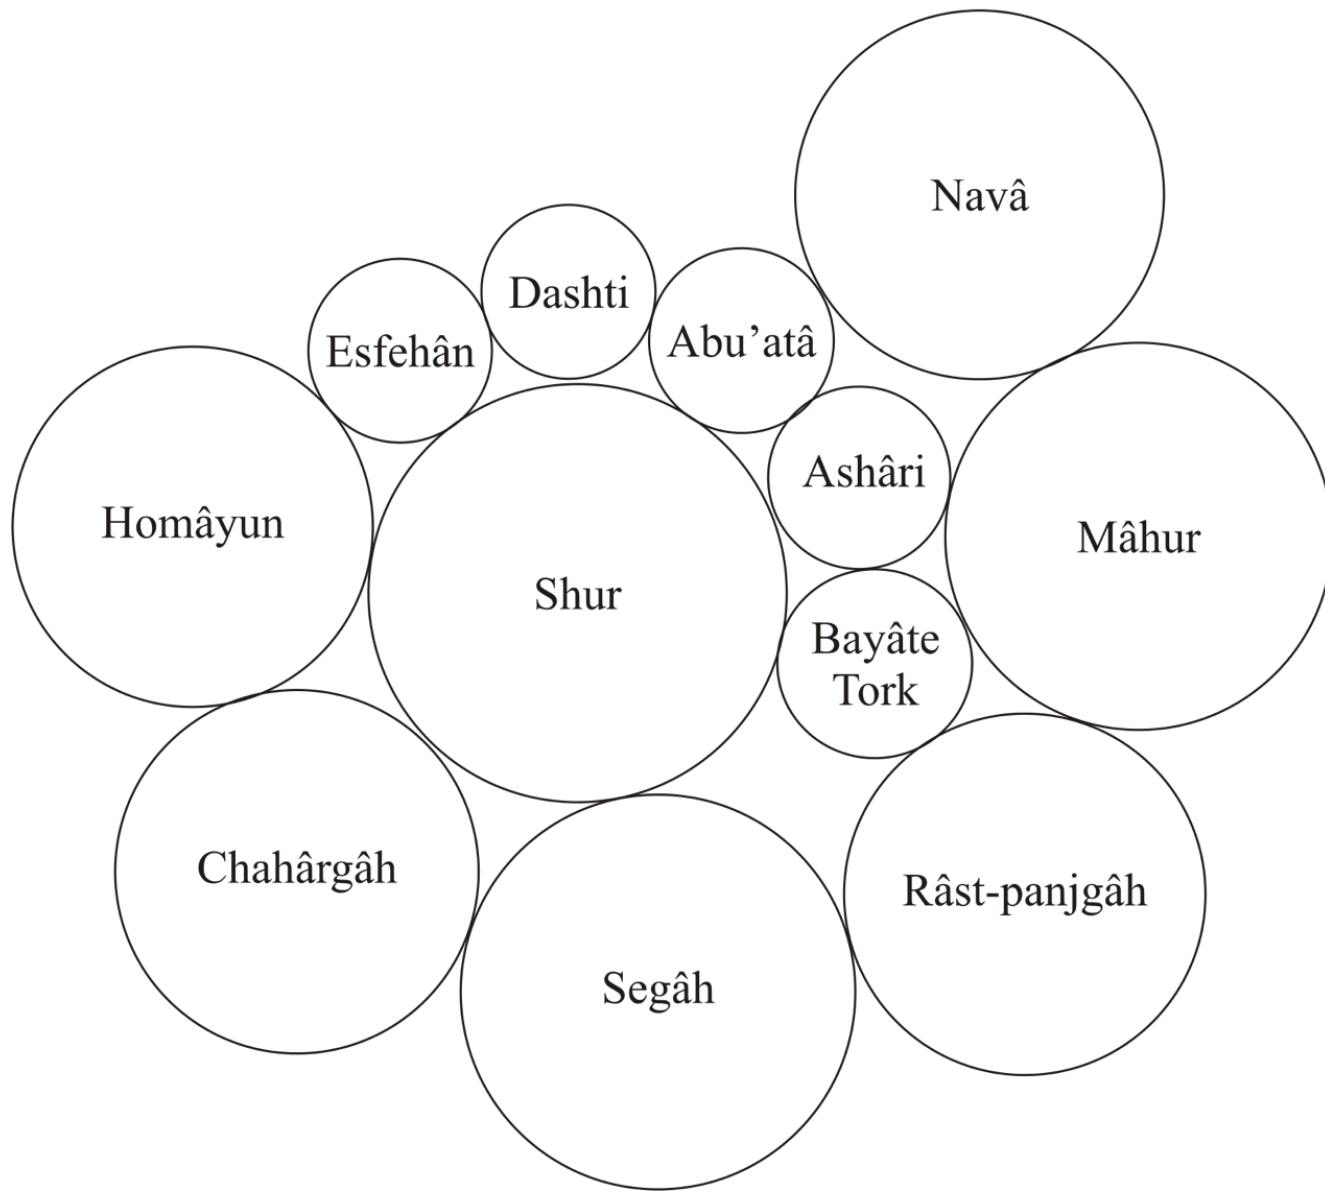 Navâ
Dashti
Abu’atâ
Esfehân
Ashâri
Homâyun
Mâhur
Shur
Bayâte
Tork
Chahârgâh
Râst-panjgâh
Segâh